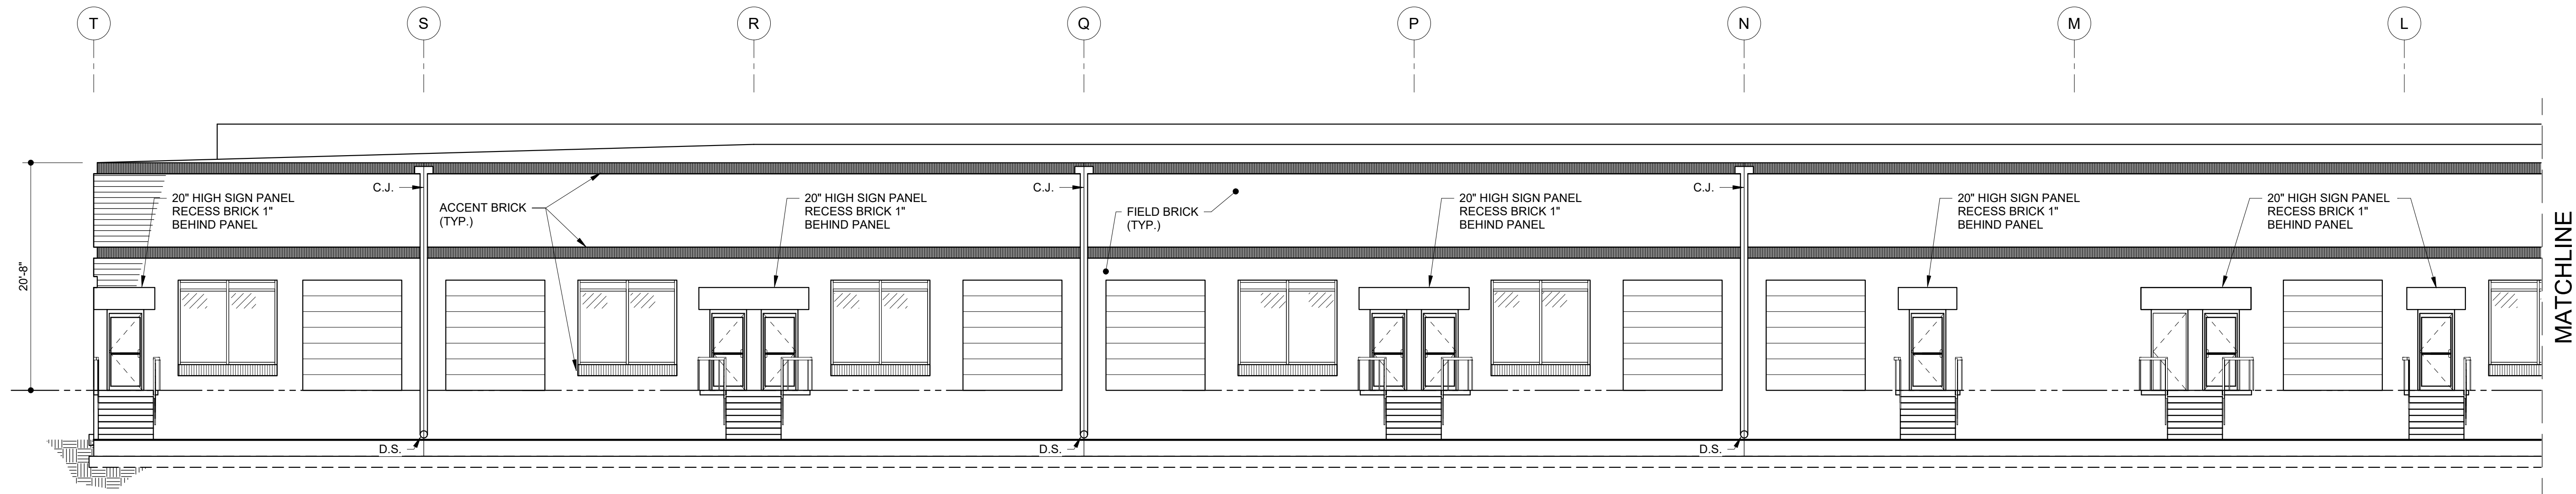 T
S
R
Q
P
N
M
L
C.J.
C.J.
C.J.
20" HIGH SIGN PANEL
RECESS BRICK 1"
BEHIND PANEL
ACCENT BRICK
(TYP.)
20" HIGH SIGN PANEL
RECESS BRICK 1"
BEHIND PANEL
FIELD BRICK
(TYP.)
20" HIGH SIGN PANEL
RECESS BRICK 1"
BEHIND PANEL
20" HIGH SIGN PANEL
RECESS BRICK 1"
BEHIND PANEL
20" HIGH SIGN PANEL
RECESS BRICK 1"
BEHIND PANEL
20'-8"
MATCHLINE
D.S.
D.S.
D.S.